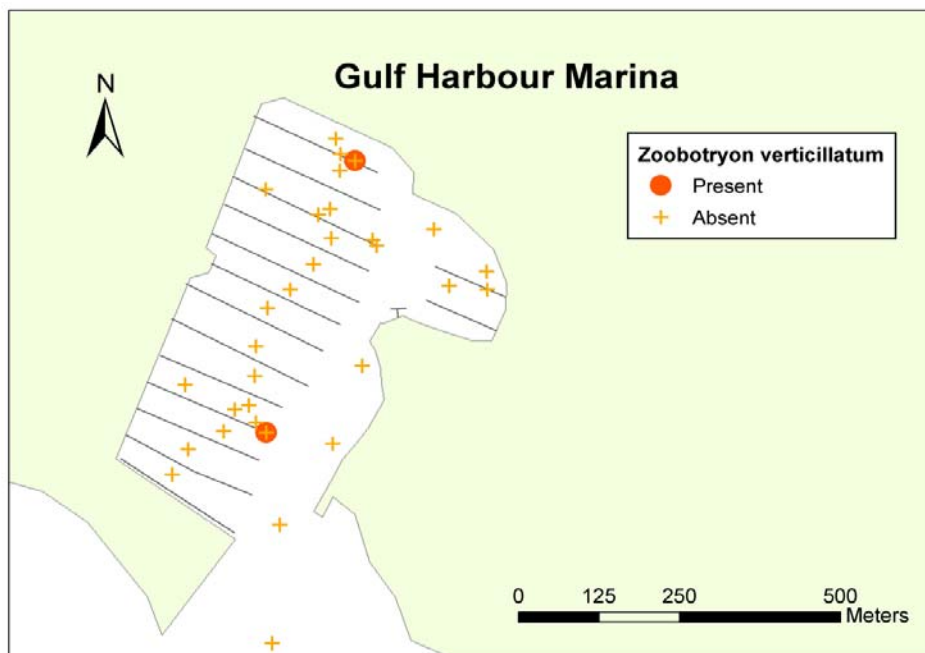 Gulf Harbour Marina
N
Zoobotryon verticillatum
Present
Absent
0 125 250 500
Meters